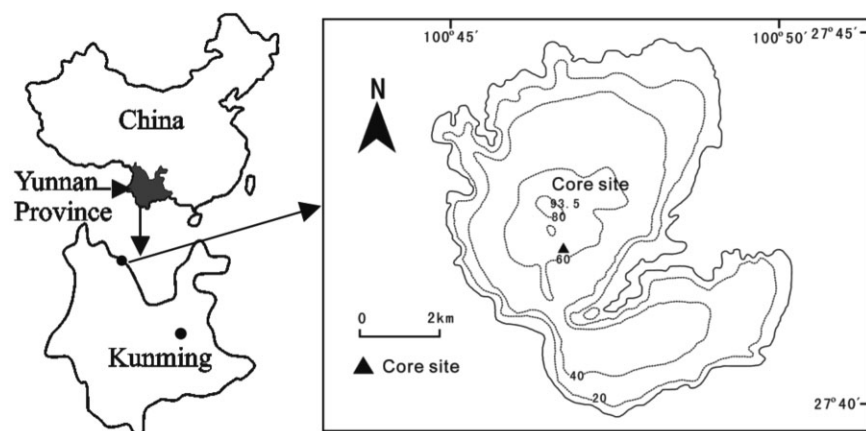 China
Yunnan
Province
Kunming
100°45′
100°50′
27°45′
N
Core site
93.5
80
60
0
2km
Core site
40
20
27°40′